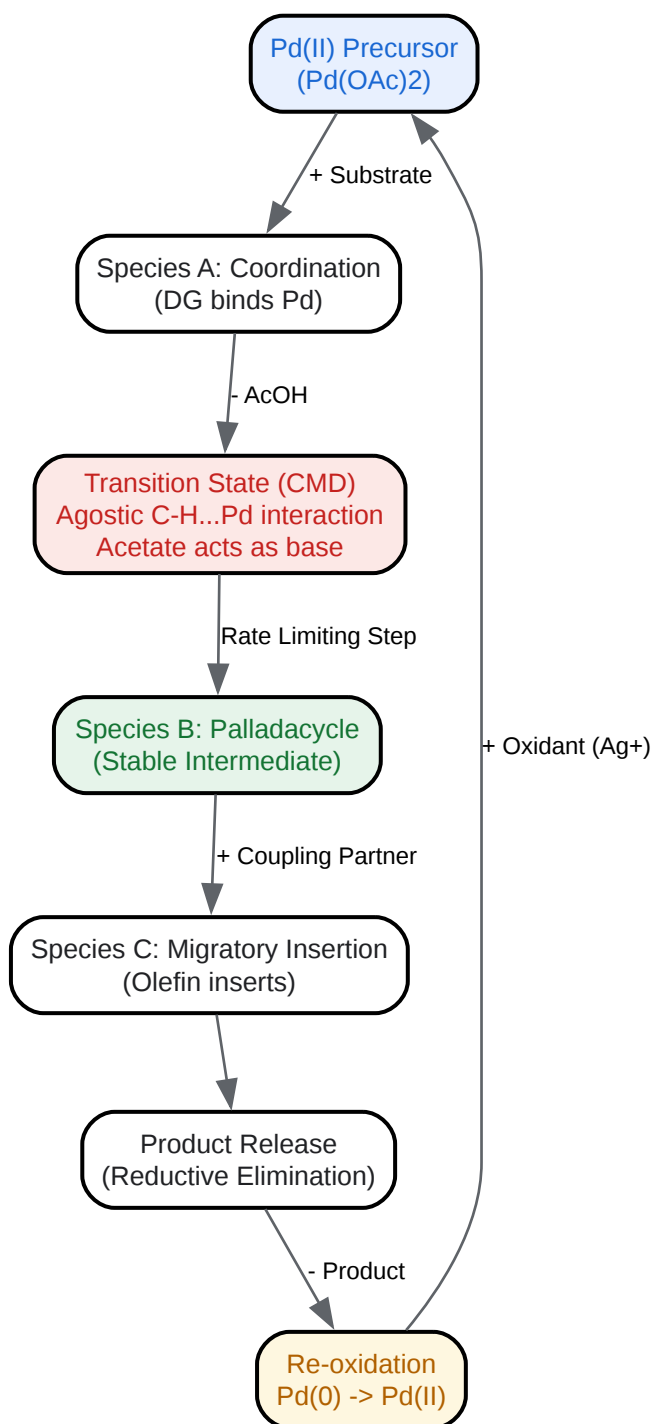 Pd(II) Precursor
(Pd(OAc)2)
+ Substrate
Species A: Coordination
(DG binds Pd)
- AcOH
Transition State (CMD)
Agostic C-H...Pd interaction
Acetate acts as base
Rate Limiting Step
Species B: Palladacycle
(Stable Intermediate)
+ Oxidant (Ag+)
+ Coupling Partner
Species C: Migratory Insertion
(Olefin inserts)
Product Release
(Reductive Elimination)
- Product
Re-oxidation
Pd(0) -> Pd(II)